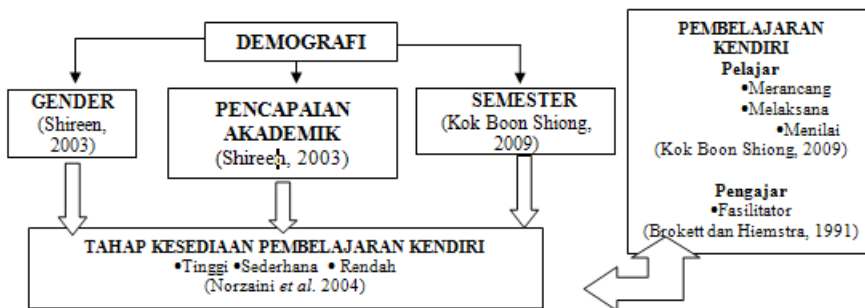 DEMOGRAFI
GENDER
(Shireen,
2003)
PENCAPAIAN
AKADEMIK
(Shireen, 2003)
SEMESTER
(Kok Boon Shiong,
2009)
TAHAP KESEDIAAN PEMBELAJARAN KENDIRI
•Tinggi •Sederhana • Rendah
(Norzaini et al. 2004)
PEMBELAJARAN
KENDIRI
Pelajar
•Merancang
•Melaksana
•Menilai
(Kok Boon Shiong, 2009)
Pengajar
•Fasilitator
(Brokett dan Hiemstra, 1991)